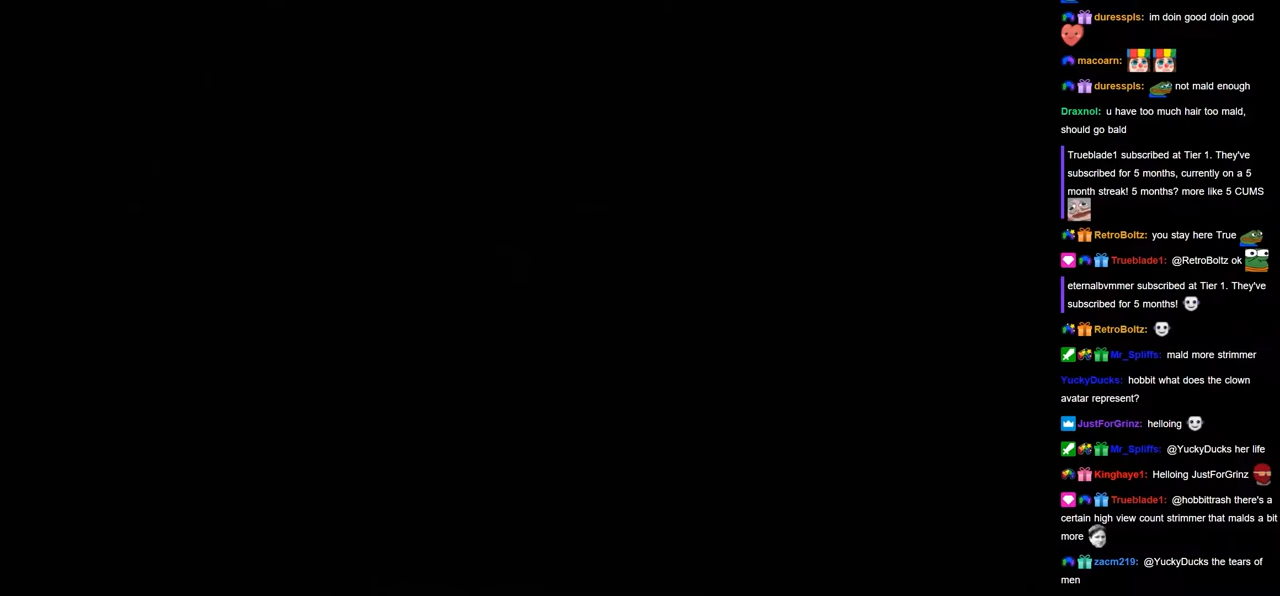 duresspls: im doin good doin good
macoarn:
duresspls: not mald enough
Draxnol: u have too much hair too mald,
should go bald
Trueblade1 subscribed at Tier 1. They've
subscribed for 5 months, currently on a 5
month streak! 5 months? more like 5 CUMS
RetroBoltz: you stay here True
Trueblade1: @RetroBoltz ok
eternalbvmmer subscribed at Tier 1. They've
subscribed for 5 months!
RetroBoltz:
Mr_Spliffs: mald more strimmer
YuckyDucks: hobbit what does the clown
avatar represent?
JustForGrinz: helloing
Mr_Spliffs: @YuckyDucks her life
Kinghaye1: Helloing JustForGrinz
Trueblade1: @hobbittrash there's a
certain high view count strimmer that malds a bit
more
zacm219: @YuckyDucks the tears of
men